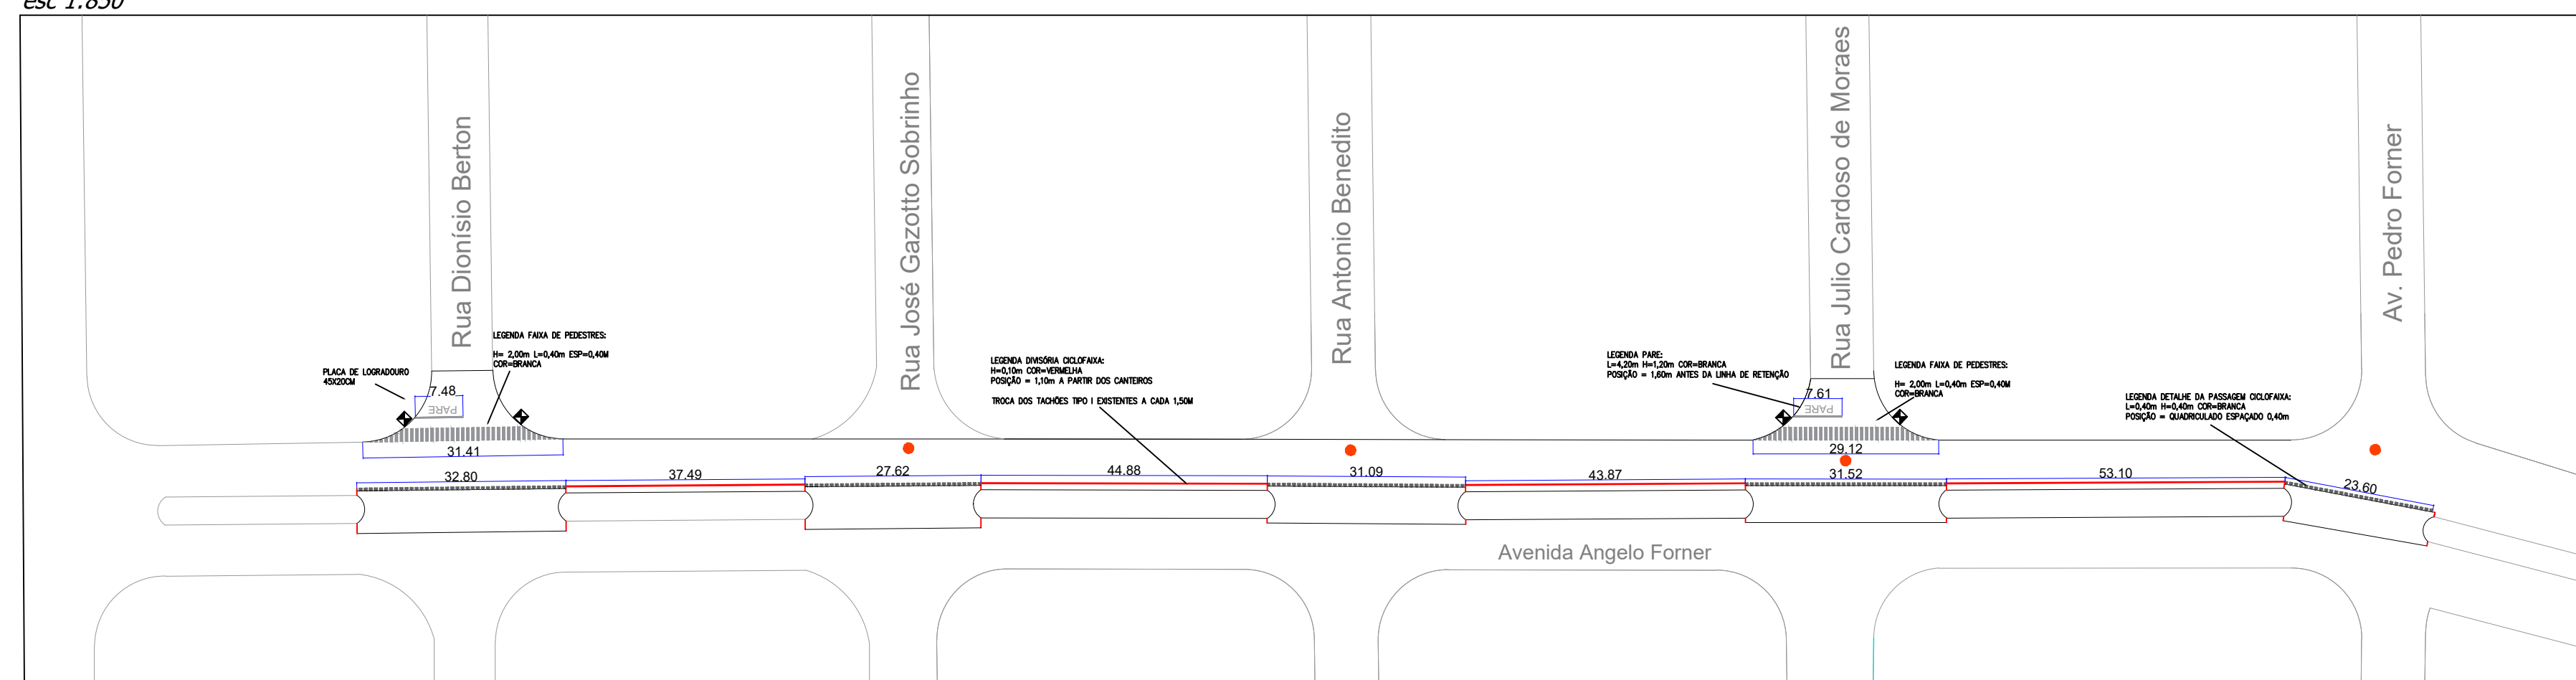 esc 1:850
Rua Dionísio Berton
Rua José Gazotto Sobrinho
Rua Antonio Benedito
Rua Julio Cardoso de Moraes
Av. Pedro Forner
LEGENDA FAIXA DE PEDESTRES:
H= 2,00m L=0,40m ESP=0,40M
COR=BRANCA
PLACA DE LOGRADOURO
45X20CM
7.48
PARE
31.41
LEGENDA DIVISÓRIA CICLOFAIXA:
H=0,10m COR=VERMELHA
POSIÇÃO = 1,10m A PARTIR DOS CANTEIROS
TROCA DOS TACHÕES TIPO I EXISTENTES A CADA 1,50M
LEGENDA PARE:
L=4,20m H=1,20m COR=BRANCA
POSIÇÃO = 1,60m ANTES DA LINHA DE RETENÇÃO
7.61
PARE
LEGENDA FAIXA DE PEDESTRES:
H= 2,00m L=0,40m ESP=0,40M
COR=BRANCA
29.12
LEGENDA DETALHE DA PASSAGEM CICLOFAIXA:
L=0,40m H=0,40m COR=BRANCA
POSIÇÃO = QUADRICULADO ESPAÇADO 0,40m
32.80
37.49
27.62
44.88
31.09
43.87
31.52
53.10
23.60
Avenida Angelo Forner